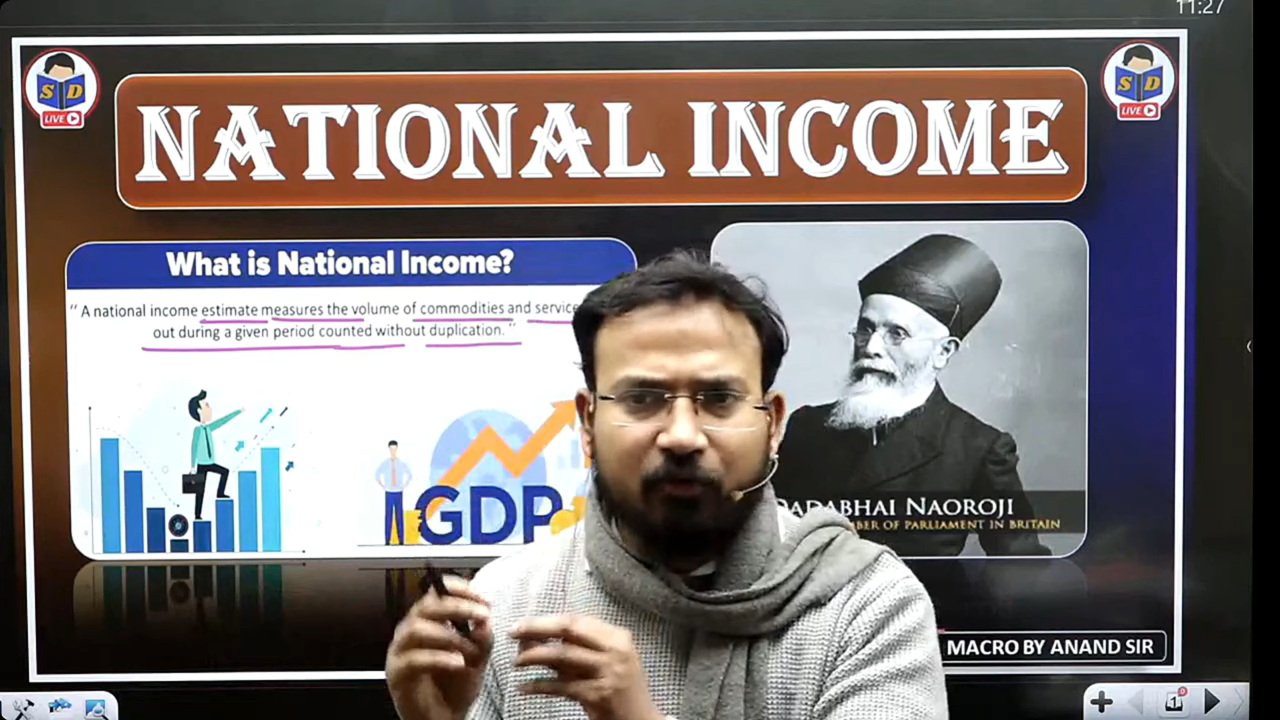 11:27
S D
LIVE
S D
LIVE
NATIONAL INCOME
What is National Income?
“ A national income estimate measures the volume of commodities and service
out during a given period counted without duplication. ”
GDP
DADABHAI NAOROJI
BER OF PARLIAMENT IN BRITAIN
MACRO BY ANAND SIR
1